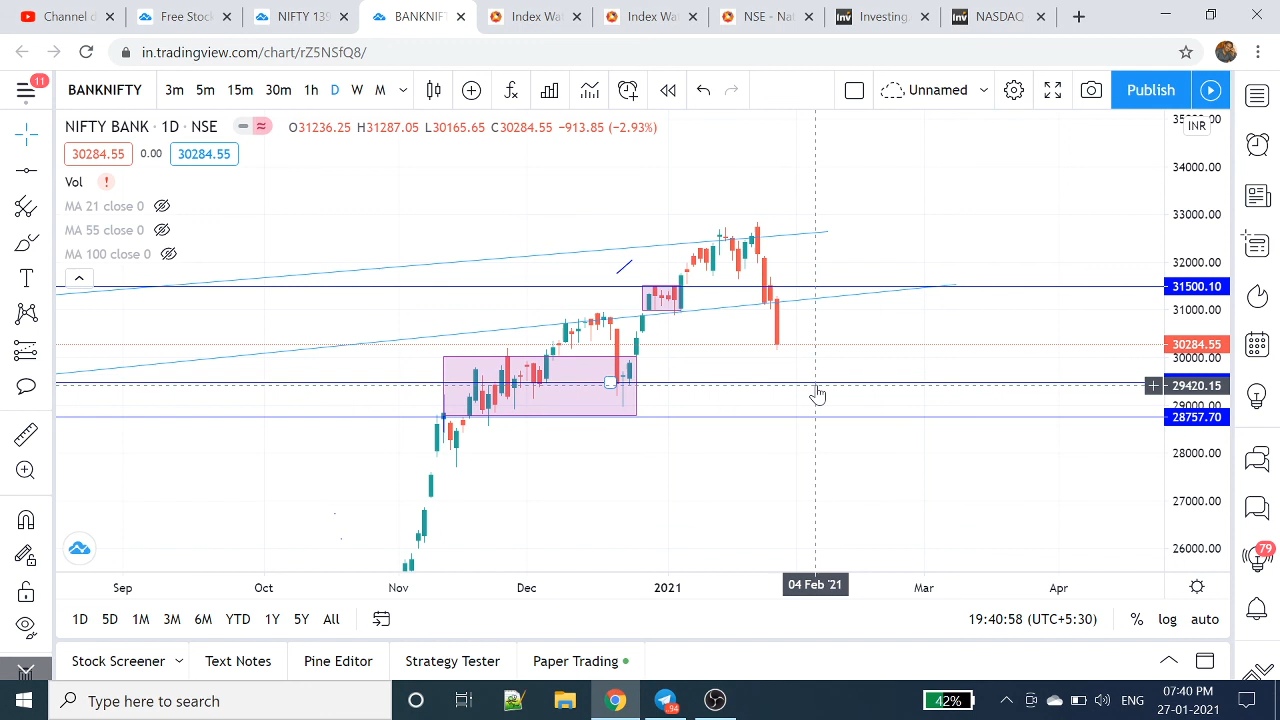 Channel dashboard
Free Stock
NIFTY 139
BANKNIFT
Index Wat
Index Wat
NSE - Nat
Investing.
NASDAQ
in.tradingview.com/chart/rZ5NSfQ8/
11
BANKNIFTY 3m 5m 15m 30m 1h D W M
Unnamed
Publish
NIFTY BANK · 1D · NSE
O31236.25 H31287.05 L30165.65 C30284.55 −913.85 (−2.93%)
INR
30284.55 0.00 30284.55
Vol
MA 21 close 0
MA 55 close 0
MA 100 close 0
34000.00
33000.00
32000.00
31500.10
31000.00
30284.55
30000.00
29420.15
29000.00
28757.70
28000.00
27000.00
26000.00
79
Sep Oct Nov Dec 2021 04 Feb '21 Mar Apr
1D 5D 1M 3M 6M YTD 1Y 5Y All
19:40:58 (UTC+5:30) % log auto
Stock Screener Text Notes Pine Editor Strategy Tester Paper Trading
Type here to search
94
42%
ENG
07:40 PM
27-01-2021